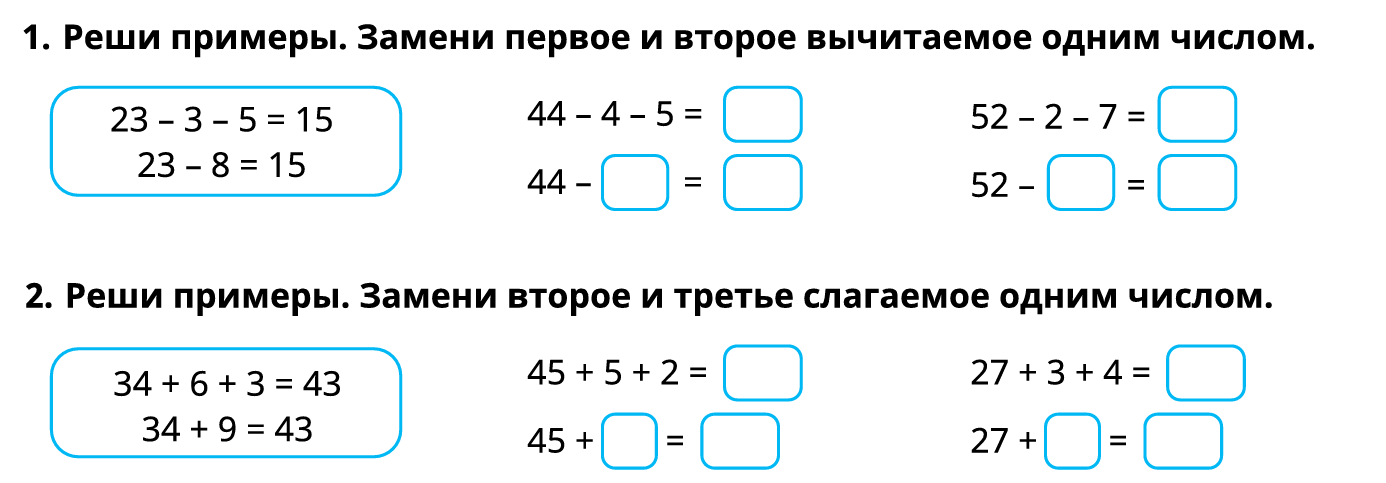 1. Реши примеры. Замени первое и второе вычитаемое одним числом.
23 – 3 – 5 = 15
23 – 8 = 15
44 – 4 – 5 =
44 – =
52 – 2 – 7 =
52 – =
2. Реши примеры. Замени второе и третье слагаемое одним числом.
34 + 6 + 3 = 43
34 + 9 = 43
45 + 5 + 2 =
45 + =
27 + 3 + 4 =
27 + =